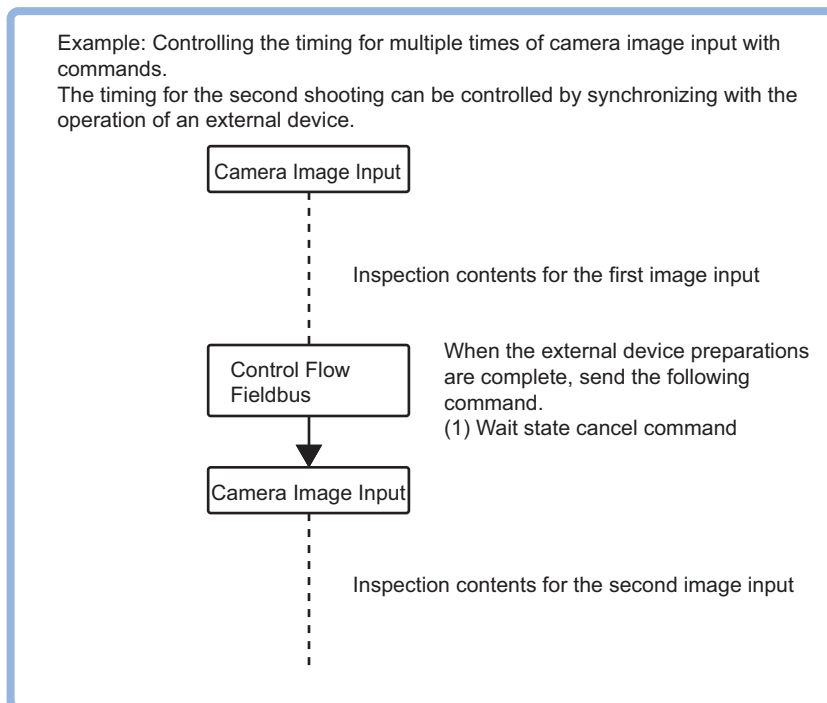 Example: Controlling the timing for multiple times of camera image input with
commands.
The timing for the second shooting can be controlled by synchronizing with the
operation of an external device.
Camera Image Input
Inspection contents for the first image input
Control Flow
Fieldbus
When the external device preparations
are complete, send the following
command.
(1) Wait state cancel command
Camera Image Input
Inspection contents for the second image input